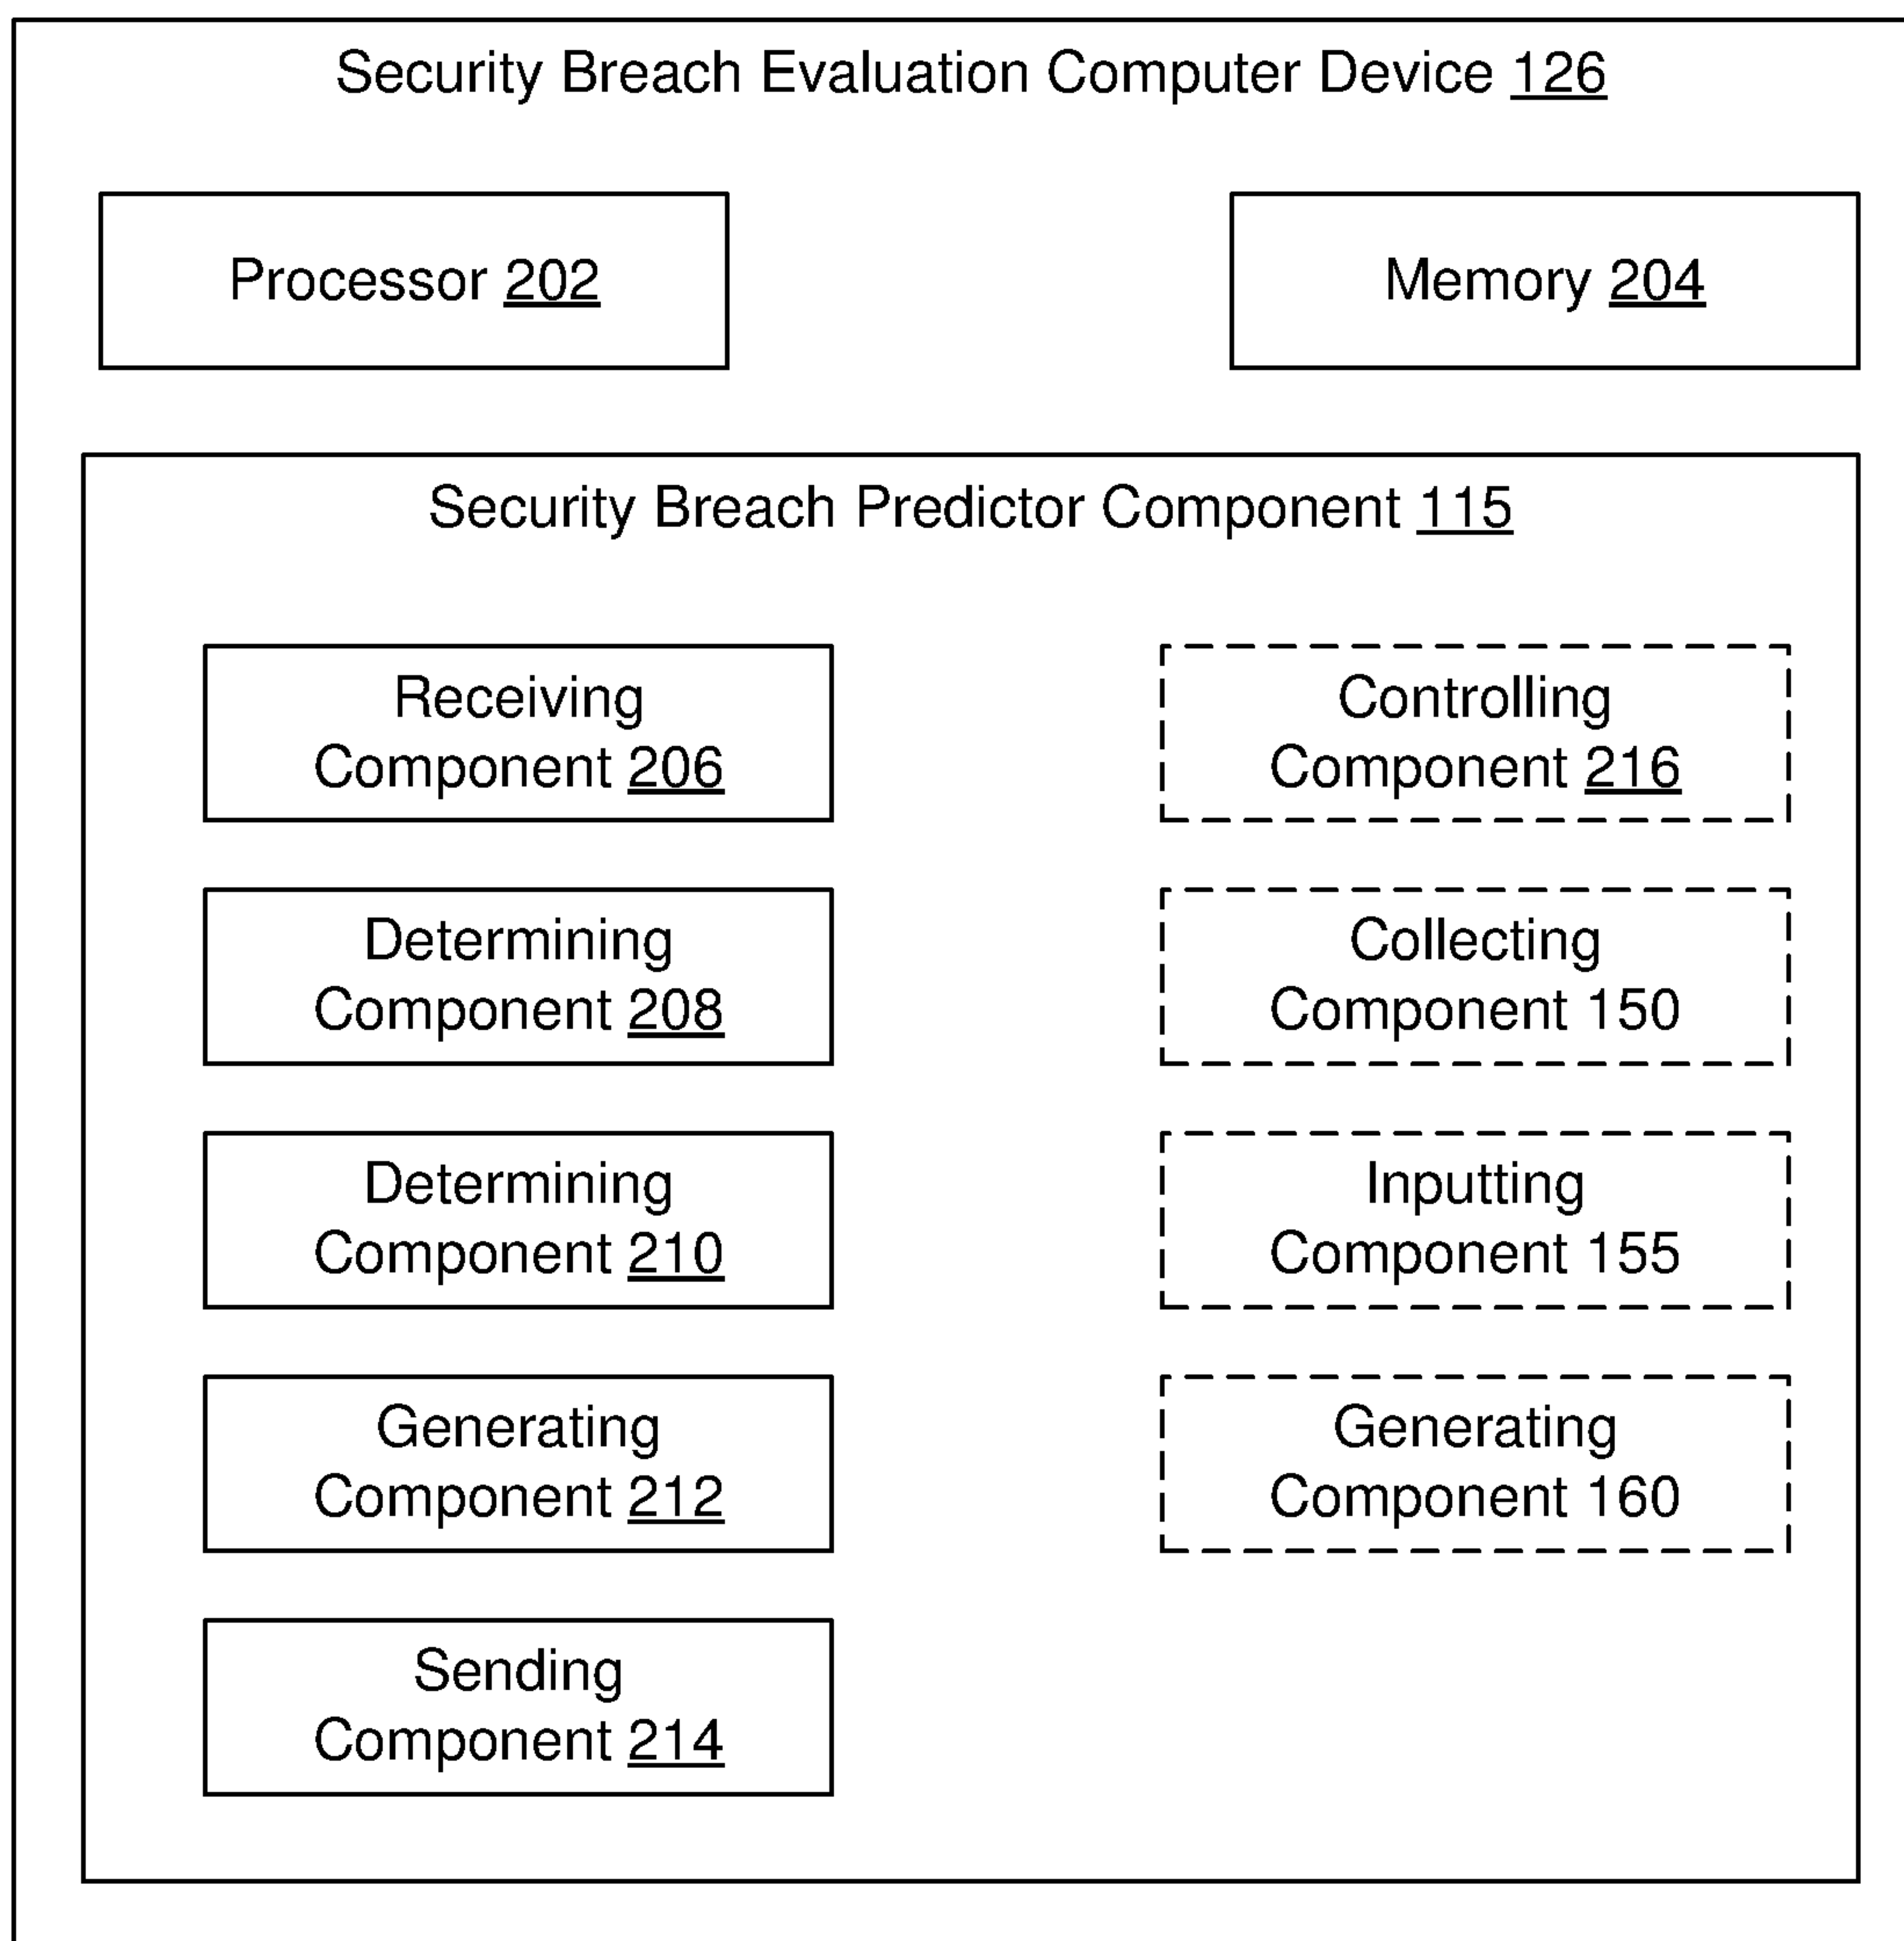 Security Breach Evaluation Computer Device 126
Processor 202
Memory 204
Security Breach Predictor Component 115
Receiving
Component 206
Determining
Component 208
Determining
Component 210
Generating
Component 212
Sending
Component 214
Controlling
Component 216
Collecting
Component 150
Inputting
Component 155
Generating
Component 160